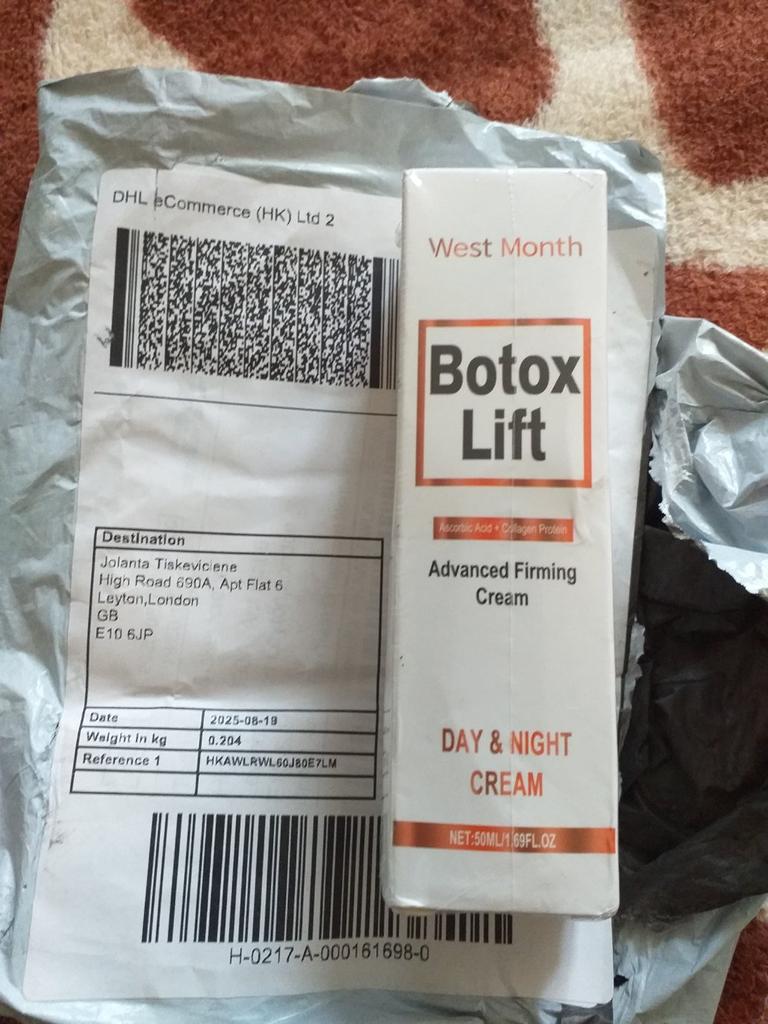 DHL eCommerce (HK) Ltd 2
Destination
Jolanta Tiskeviciene
High Road 690A, Apt Flat 6
Leyton,London
GB
E10 6JP
Date 2025-08-19
Weight in kg 0.204
Reference 1 HKAWLRWL60J80E7LM
H-0217-A-000161698-0
West Month
Botox
Lift
Ascorbic Acid + Collagen Protein
Advanced Firming
Cream
DAY & NIGHT
CREAM
NET:50ML/1.69FL.OZ